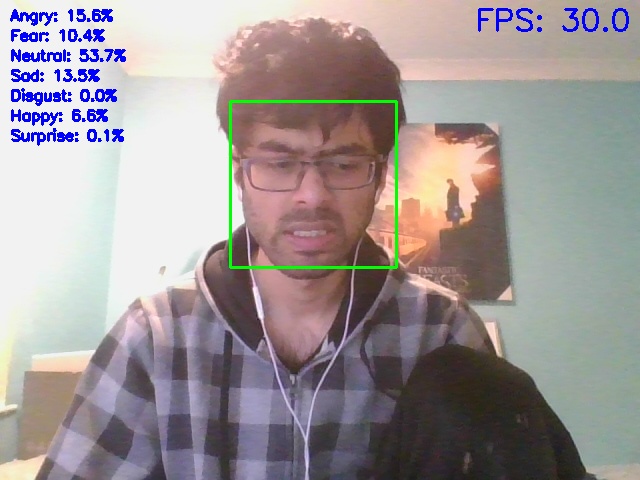 Angry: 15.6%
Fear: 10.4%
Neutral: 53.7%
Sad: 13.5%
Disgust: 0.0%
Happy: 6.6%
Surprise: 0.1%
FPS: 30.0
FANTASTIC
BEASTS